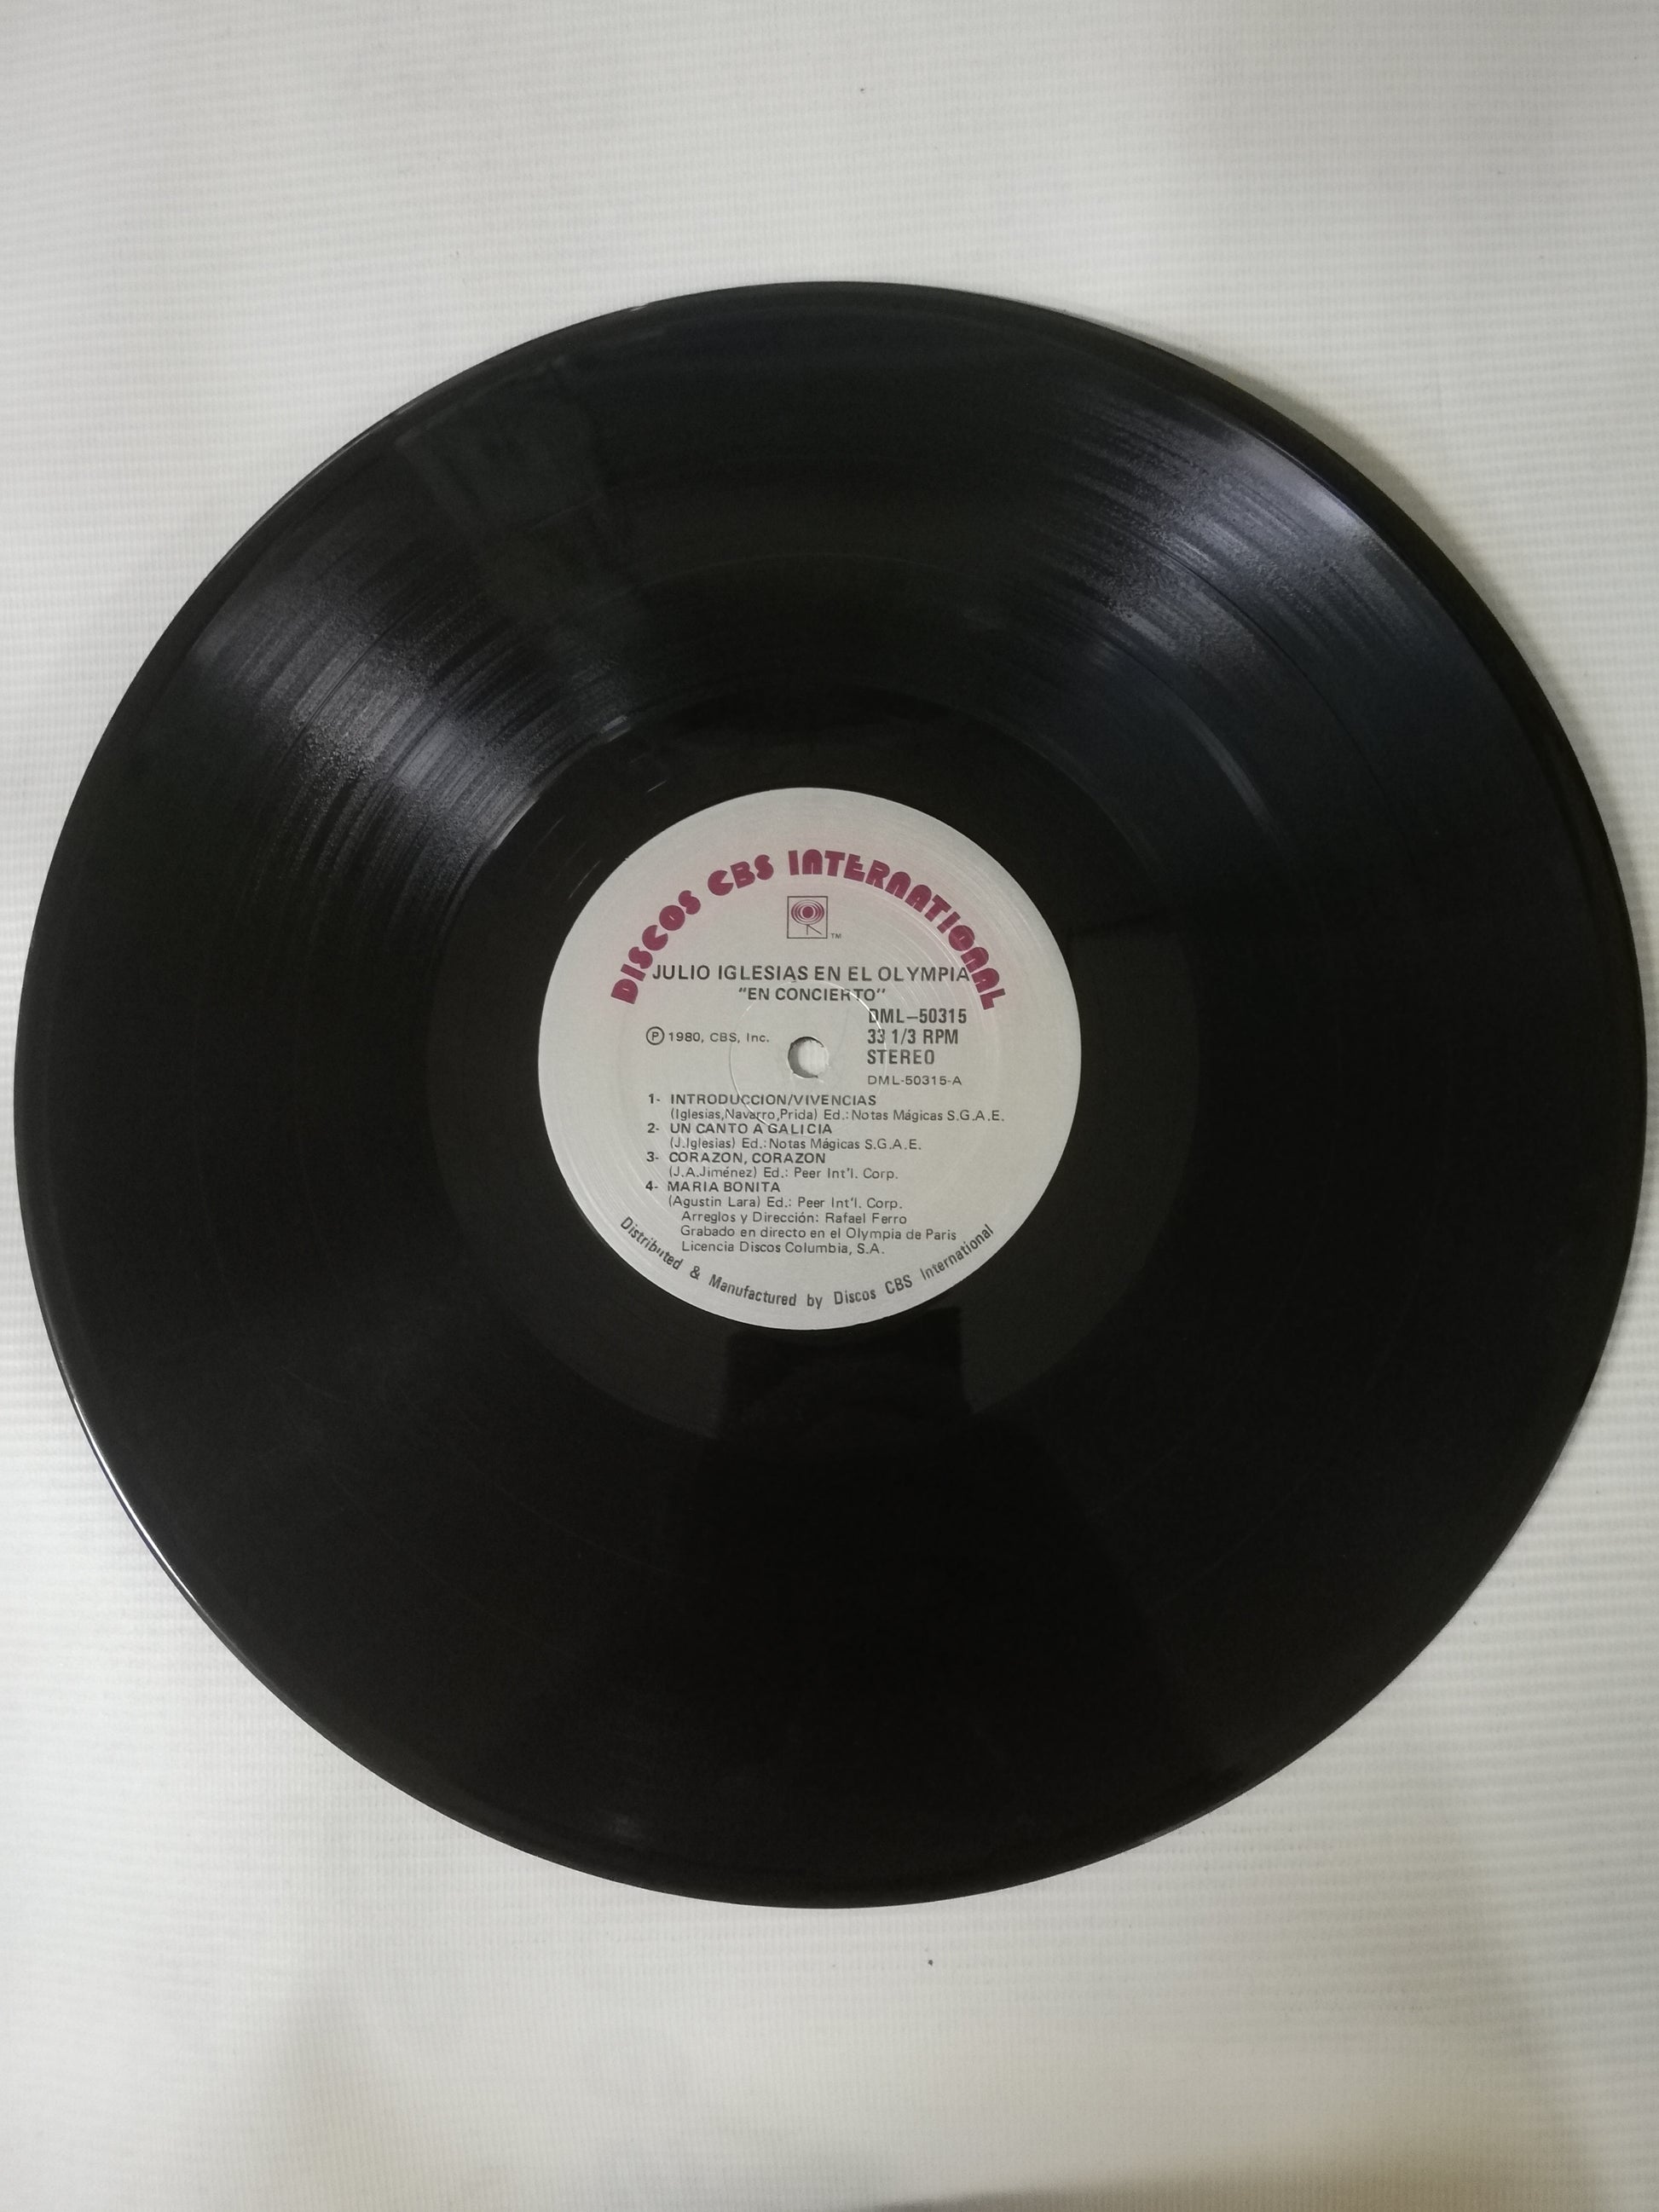 DISCOS CBS INTERNATIONAL
TM
JULIO IGLESIAS EN EL OLYMPIA
"EN CONCIERTO"
DML-50315
Ⓟ 1980, CBS, Inc. 33 1/3 RPM
STEREO
DML-50315-A
1- INTRODUCCION/VIVENCIAS
(Iglesias,Navarro,Prida) Ed.: Notas Mágicas S.G.A.E.
2- UN CANTO A GALICIA
(J.Iglesias) Ed.: Notas Mágicas S.G.A.E.
3- CORAZON, CORAZON
(J.A.Jiménez) Ed.: Peer Int'l. Corp.
4- MARIA BONITA
(Agustin Lara) Ed.: Peer Int'l. Corp.
Arreglos y Dirección: Rafael Ferro
Grabado en directo en el Olympia de Paris
Licencia Discos Columbia, S.A.
Distributed & Manufactured by Discos CBS International